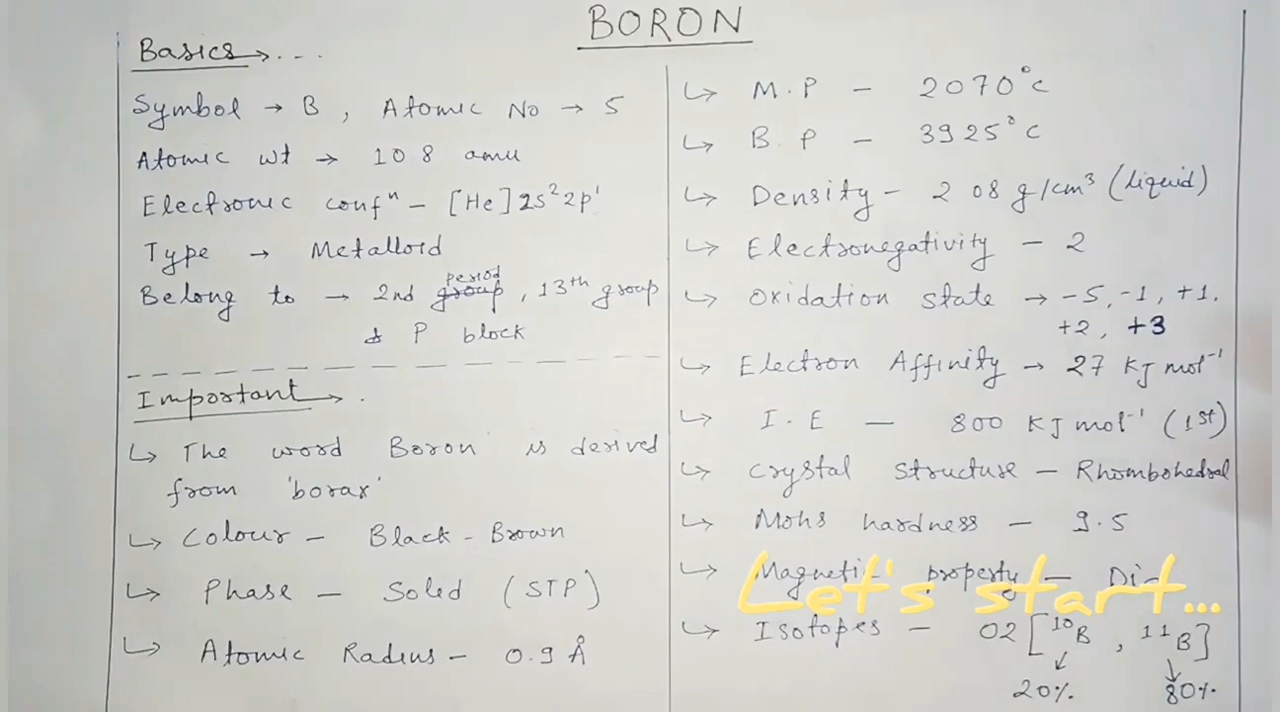 BORON
Basics → . . .
Symbol → B , Atomic No → 5
Atomic wt → 10 8 amu
Electronic confⁿ - [He] 2s² 2p¹
Type → Metalloid
Belong to → 2nd group period , 13th group
& P block
Important → .
↳ The word Boron is derived
from 'borax'
↳ Colour - Black - Brown
↳ Phase - Solid (STP)
↳ Atomic Radius - 0.9 Å
↳ M.P - 2070°C
↳ B.P - 3925°C
↳ Density - 2 08 g/cm³ (liquid)
↳ Electronegativity - 2
↳ Oxidation state → -5, -1, +1,
+2, +3
↳ Electron Affinity → 27 KJ mol⁻¹
↳ I.E - 800 KJ mol⁻¹ (1st)
↳ Crystal structure - Rhombohedral
↳ Mohs hardness - 9.5
↳ Magnetic property -
Let's start...
↳ Isotopes - 02 [¹⁰B , ¹¹B]
20% 80%